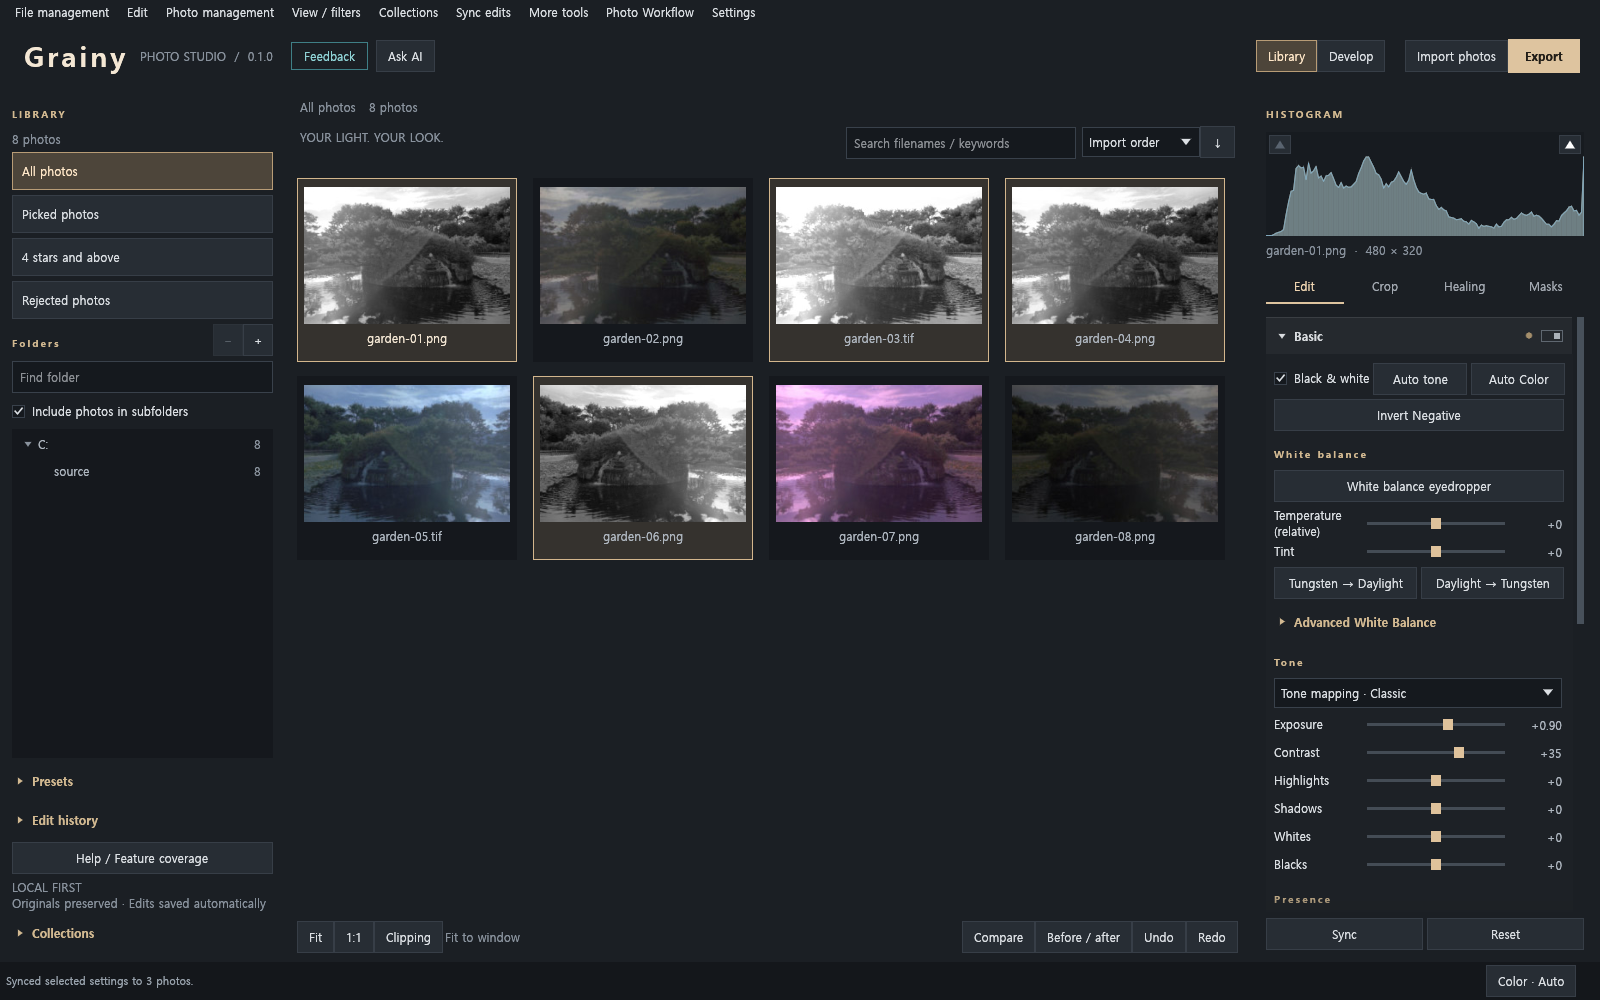 File management Edit Photo management View / filters Collections Sync edits More tools Photo Workflow Settings
Grainy PHOTO STUDIO / 0.1.0 Feedback Ask AI Library Develop Import photos Export
LIBRARY
8 photos
All photos
Picked photos
4 stars and above
Rejected photos
Folders − +
Find folder
Include photos in subfolders
C: 8
source 8
Presets
Edit history
Help / Feature coverage
LOCAL FIRST
Originals preserved · Edits saved automatically
Collections
All photos 8 photos
YOUR LIGHT. YOUR LOOK.
Search filenames / keywords Import order ↓
garden-01.png garden-02.png garden-03.tif garden-04.png
garden-05.tif garden-06.png garden-07.png garden-08.png
Fit 1:1 Clipping Fit to window Compare Before / after Undo Redo
HISTOGRAM
garden-01.png · 480 × 320
Edit Crop Healing Masks
Basic
Black & white Auto tone Auto Color
Invert Negative
White balance
White balance eyedropper
Temperature
(relative) +0
Tint +0
Tungsten → Daylight Daylight → Tungsten
Advanced White Balance
Tone
Tone mapping · Classic
Exposure +0.90
Contrast +35
Highlights +0
Shadows +0
Whites +0
Blacks +0
Presence
Sync Reset
Synced selected settings to 3 photos. Color · Auto